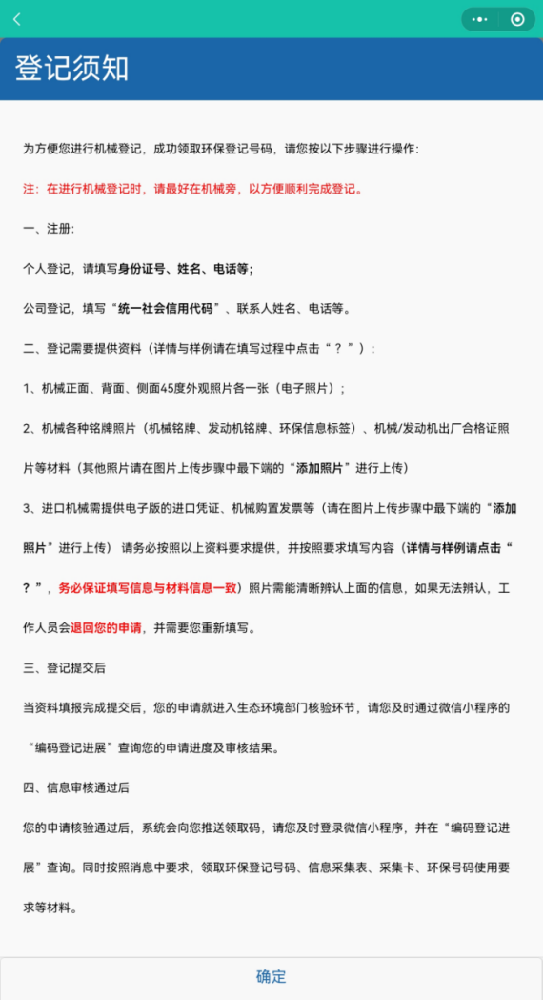 登记须知
为方便您进行机械登记，成功领取环保登记号码，请您按以下步骤进行操作：
注：在进行机械登记时，请最好在机械旁，以方便顺利完成登记。
一、注册：
个人登记，请填写身份证号、姓名、电话等；
公司登记，填写“统一社会信用代码”、联系人姓名、电话等。
二、登记需要提供资料（详情与样例请在填写过程中点击“？”）：
1、机械正面、背面、侧面45度外观照片各一张（电子照片）；
2、机械各种铭牌照片（机械铭牌、发动机铭牌、环保信息标签）、机械/发动机出厂合格证照
片等材料（其他照片请在图片上传步骤中最下端的“添加照片”进行上传）
3、进口机械需提供电子版的进口凭证、机械购置发票等（请在图片上传步骤中最下端的“添加
照片”进行上传） 请务必按照以上资料要求提供，并按照要求填写内容（详情与样例请点击“
？”，务必保证填写信息与材料信息一致）照片需能清晰辨认上面的信息，如果无法辨认，工
作人员会退回您的申请，并需要您重新填写。
三、登记提交后
当资料填报完成提交后，您的申请就进入生态环境部门核验环节，请您及时通过微信小程序的
“编码登记进展”查询您的申请进度及审核结果。
四、信息审核通过后
您的申请核验通过后，系统会向您推送领取码，请您及时登录微信小程序，并在“编码登记进
展”查询。同时按照消息中要求，领取环保登记号码、信息采集表、采集卡、环保号码使用要
求等材料。
确定